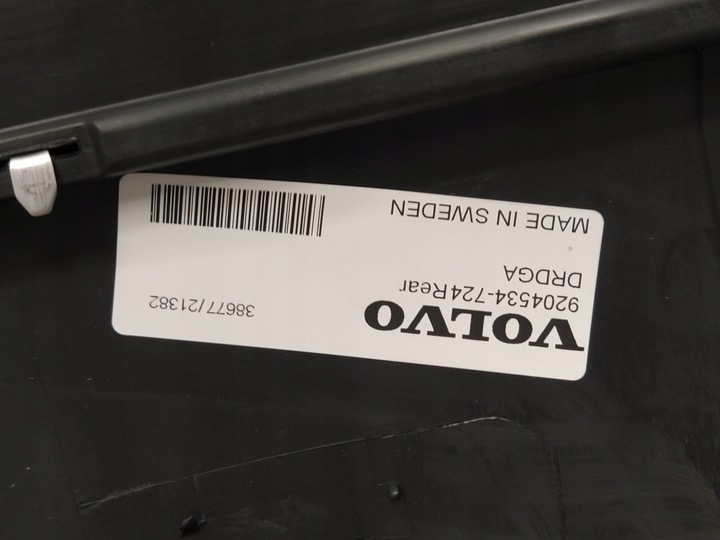 VOLVO
9204534-724Rear
DRDGA
MADE IN SWEDEN
38677/21382